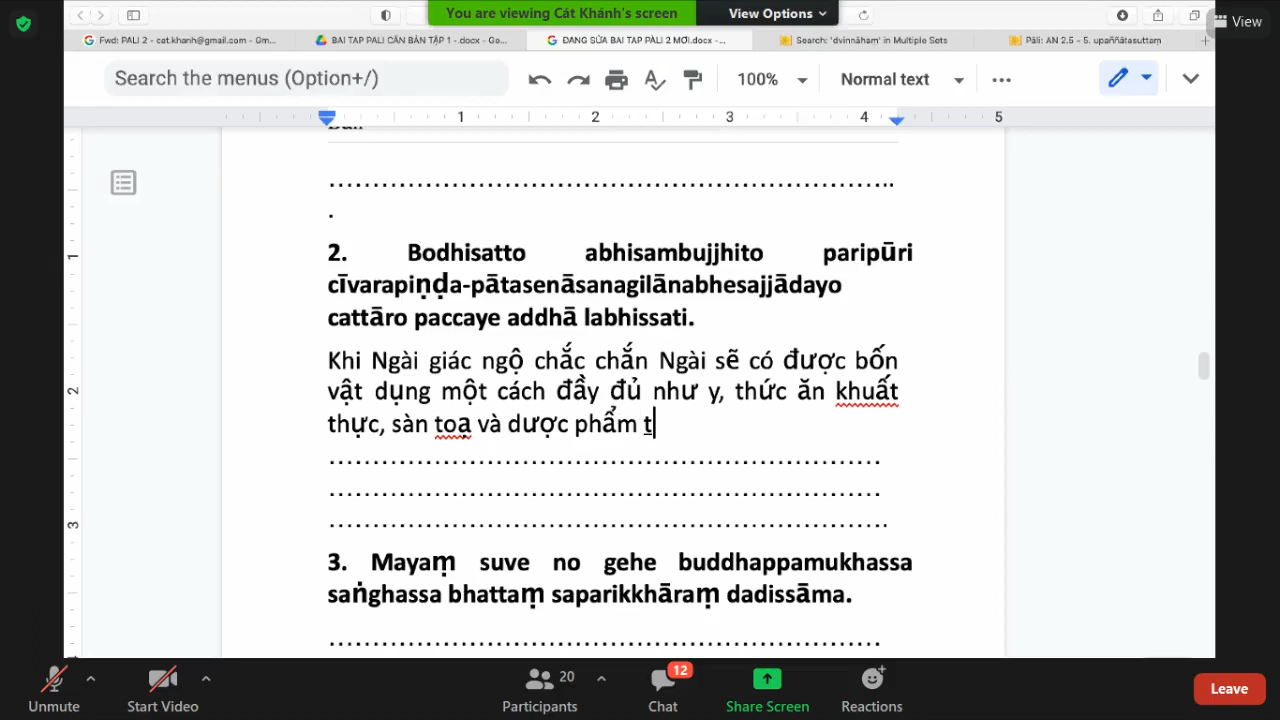 You are viewing Cát Khánh's screen
View Options
View
Fwd: PALI 2 - cat.khanh@gmail.com - Gm...
BAI TAP PALI CĂN BẢN TẬP 1 -.docx - Go...
ĐANG SỬA BAI TAP PÀLI 2 MỚI.docx -...
Search: 'dvinnāhaṃ' in Multiple Sets
Pāli: AN 2.5 - 5. upaññātasuttaṃ
Search the menus (Option+/)
100%
Normal text
1 2 3 4 5
……………………………………………………..
.
2. Bodhisatto abhisambujjhito paripūri
cīvarapiṇḍa-pātasenāsanagilānabhesajjādayo
cattāro paccaye addhā labhissati.
Khi Ngài giác ngộ chắc chắn Ngài sẽ có được bốn
vật dụng một cách đầy đủ như y, thức ăn khuất
thực, sàn toạ và dược phẩm t
……………………………………………………
……………………………………………………
…………………………………………………….
3. Mayaṃ suve no gehe buddhappamukhassa
saṅghassa bhattaṃ saparikkhāraṃ dadissāma.
……………………………………………………
1
2
3
Unmute
Start Video
Participants
20
Chat
12
Share Screen
Reactions
Leave